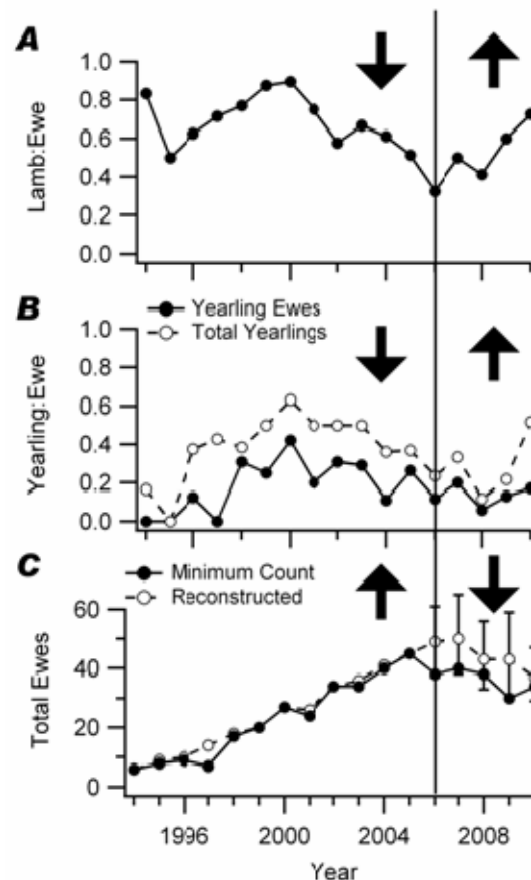 A
1.0
0.8
0.6
0.4
0.2
0.0
Lamb:Ewe
B
Yearling Ewes
Total Yearlings
1.0
0.8
0.6
0.4
0.2
0.0
Yearling:Ewe
C
Minimum Count
Reconstructed
60
40
20
0
Total Ewes
1996 2000 2004 2008
Year